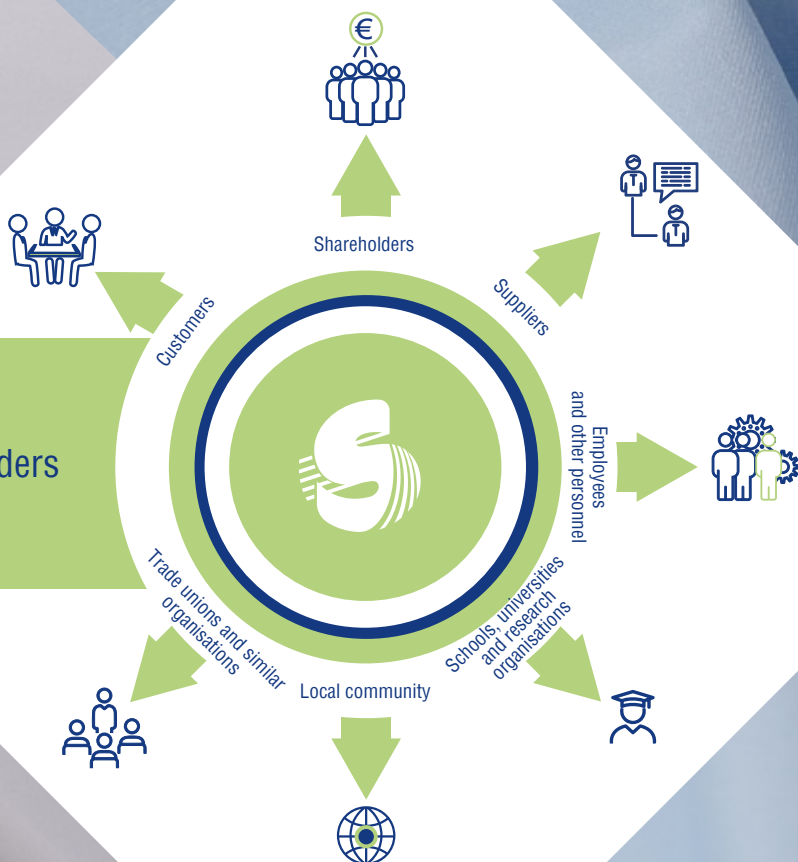 €
Shareholders
Customers
Suppliers
ders
Employees
and other personnel
Trade unions and similar
organisations
Schools, universities
and research
organisations
Local community